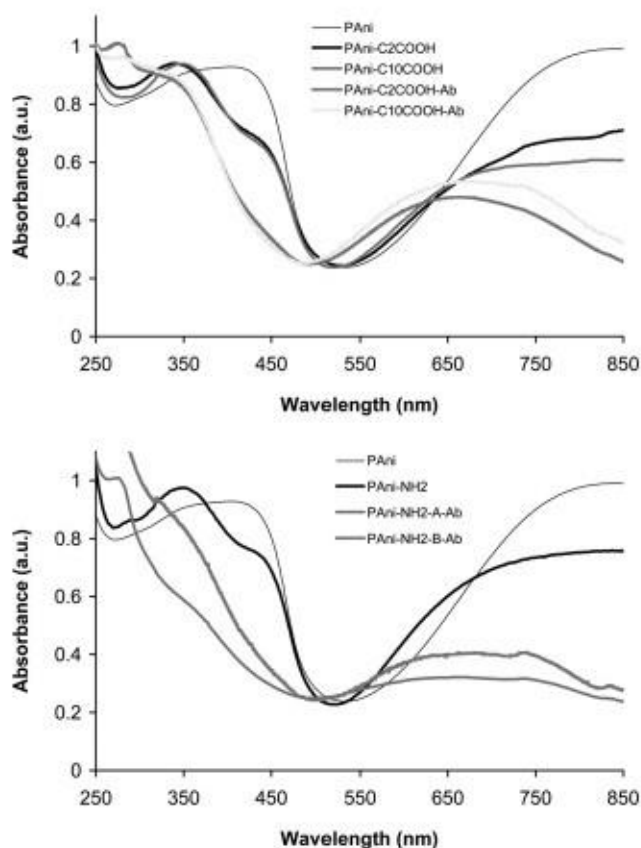 PAni
PAni-C2COOH
PAni-C10COOH
PAni-C2COOH-Ab
PAni-C10COOH-Ab
1
0.8
0.6
0.4
0.2
0
Absorbance (a.u.)
250 350 450 550 650 750 850
Wavelength (nm)
PAni
PAni-NH2
PAni-NH2-A-Ab
PAni-NH2-B-Ab
1
0.8
0.6
0.4
0.2
0
Absorbance (a.u.)
250 350 450 550 650 750 850
Wavelength (nm)